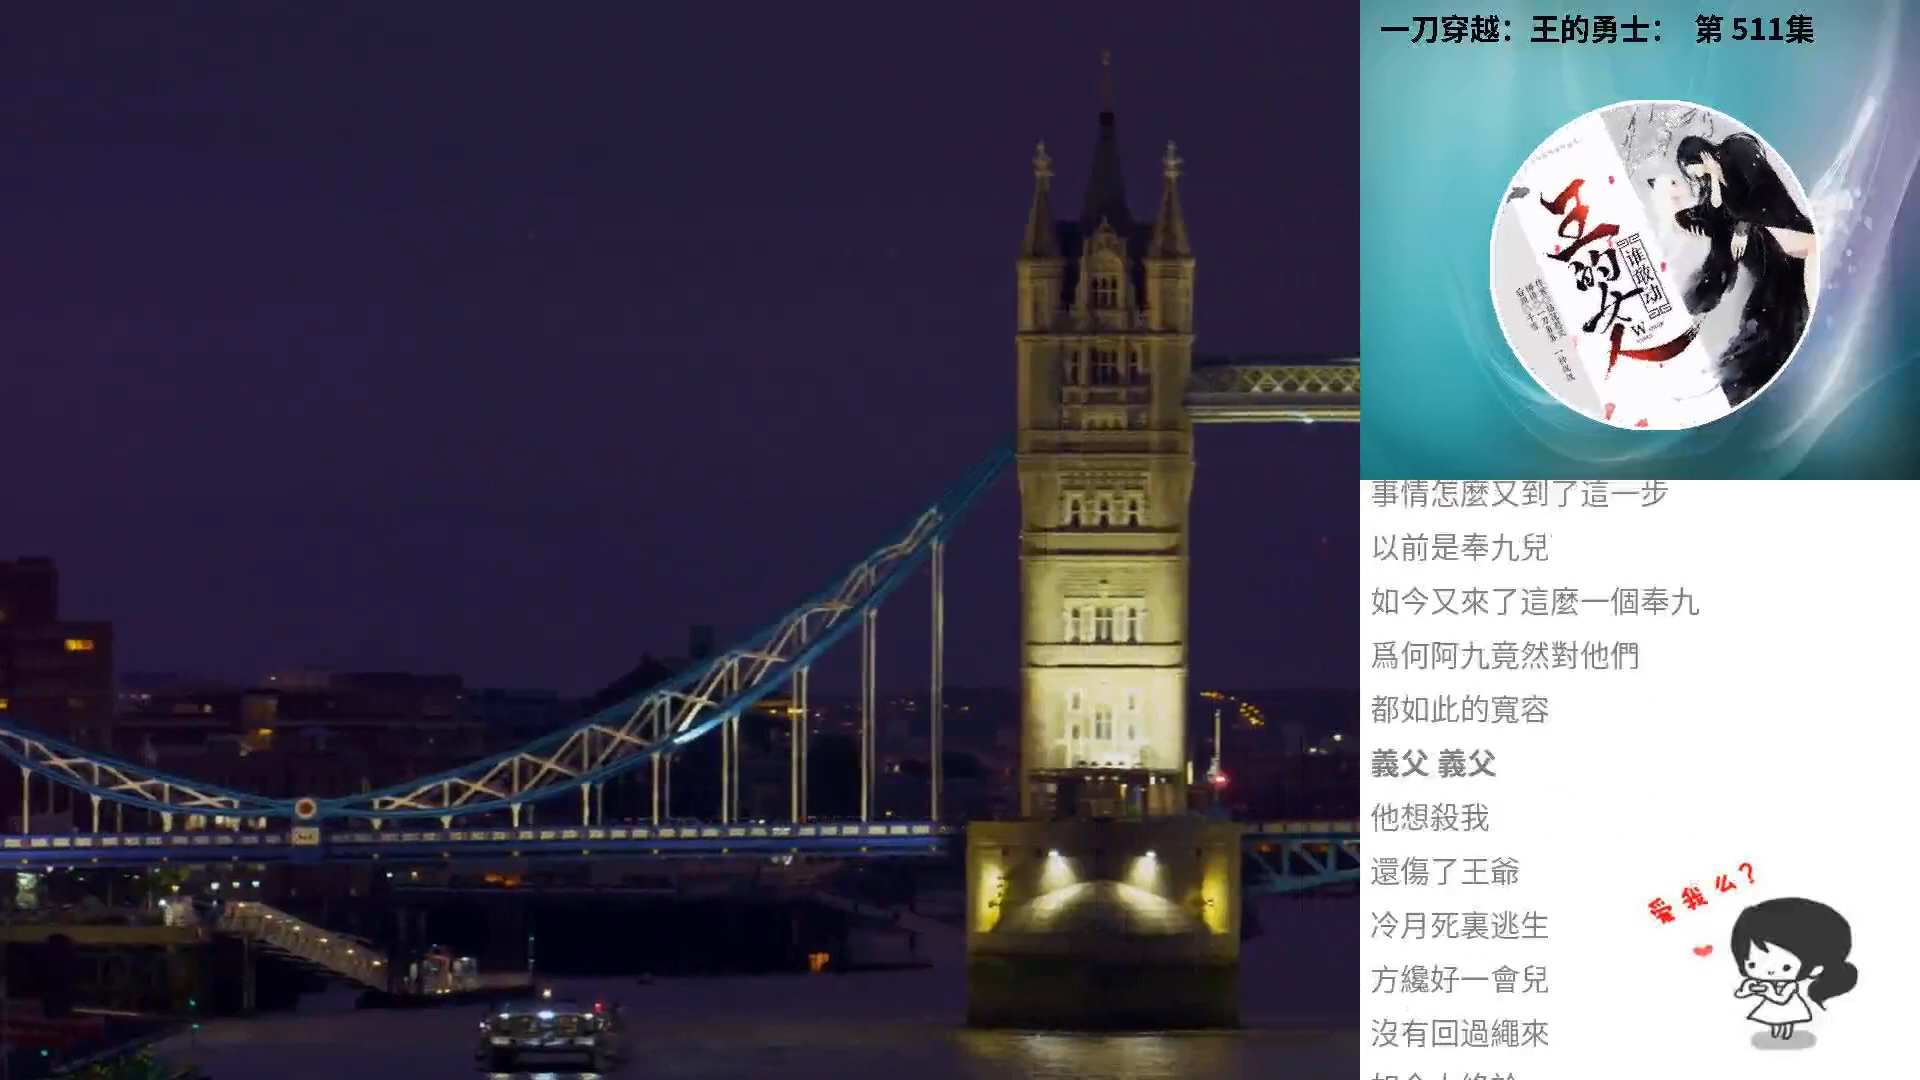 一刀穿越：王的勇士： 第 511集
王的女人
谁敢动
W
事情怎麼又到了這一步
以前是奉九兒
如今又來了這麼一個奉九
爲何阿九竟然對他們
都如此的寬容
義父 義父
他想殺我
還傷了王爺
冷月死裏逃生
方纔好一會兒
沒有回過繩來
爱我么？